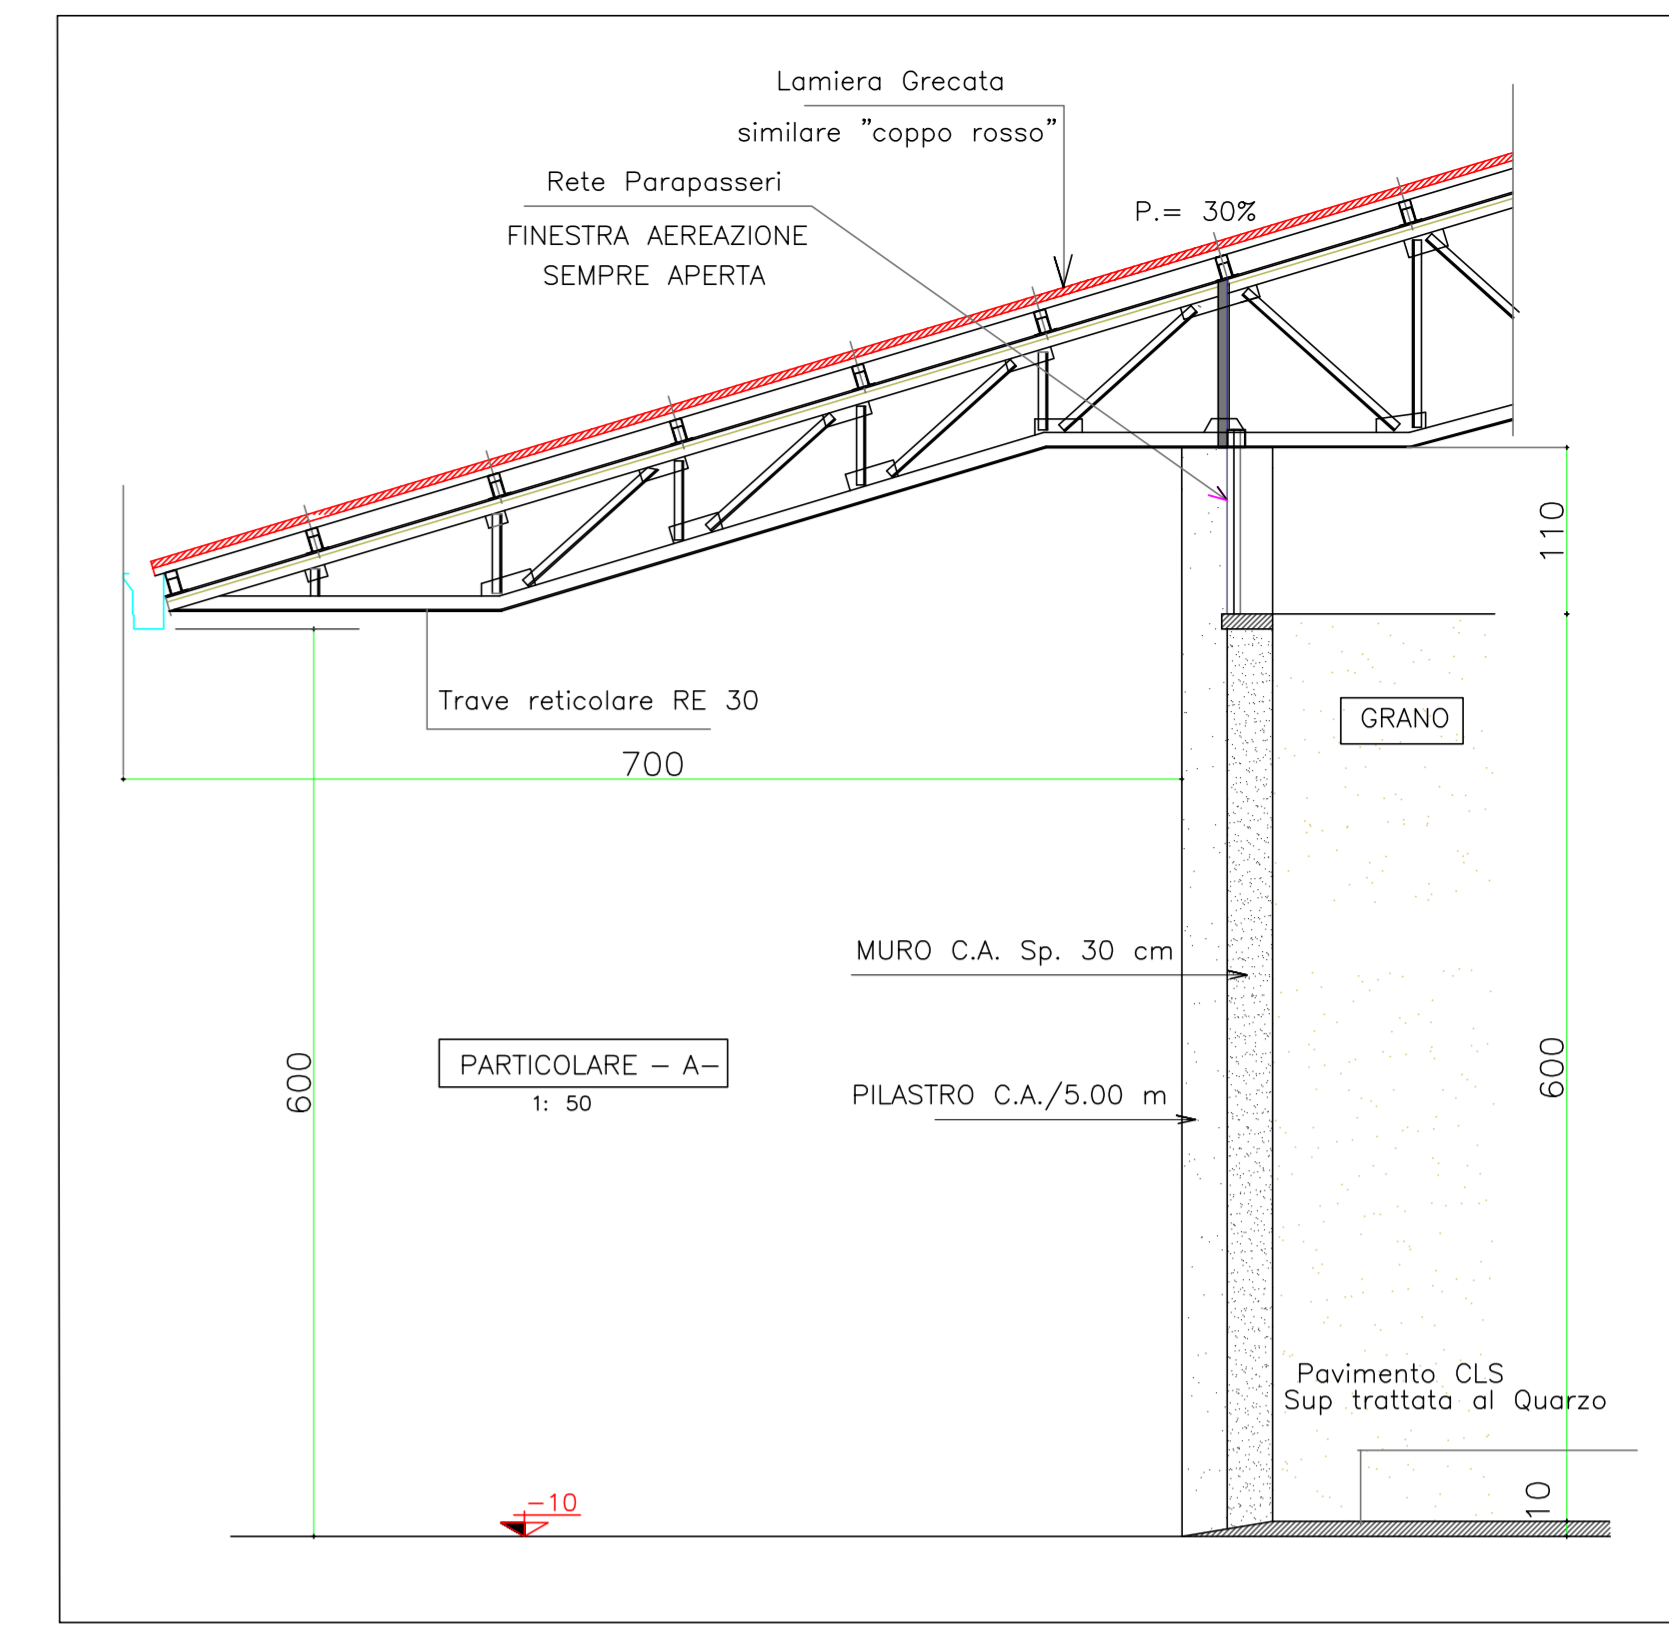 Lamiera Grecata
similare "coppo rosso"
Rete Parapasseri
FINESTRA AEREAZIONE
SEMPRE APERTA
P.= 30%
110
Trave reticolare RE 30
GRANO
700
MURO C.A. Sp. 30 cm
PARTICOLARE - A-
1: 50
600
PILASTRO C.A./5.00 m
600
Pavimento CLS
Sup trattata al Quarzo
-10
10